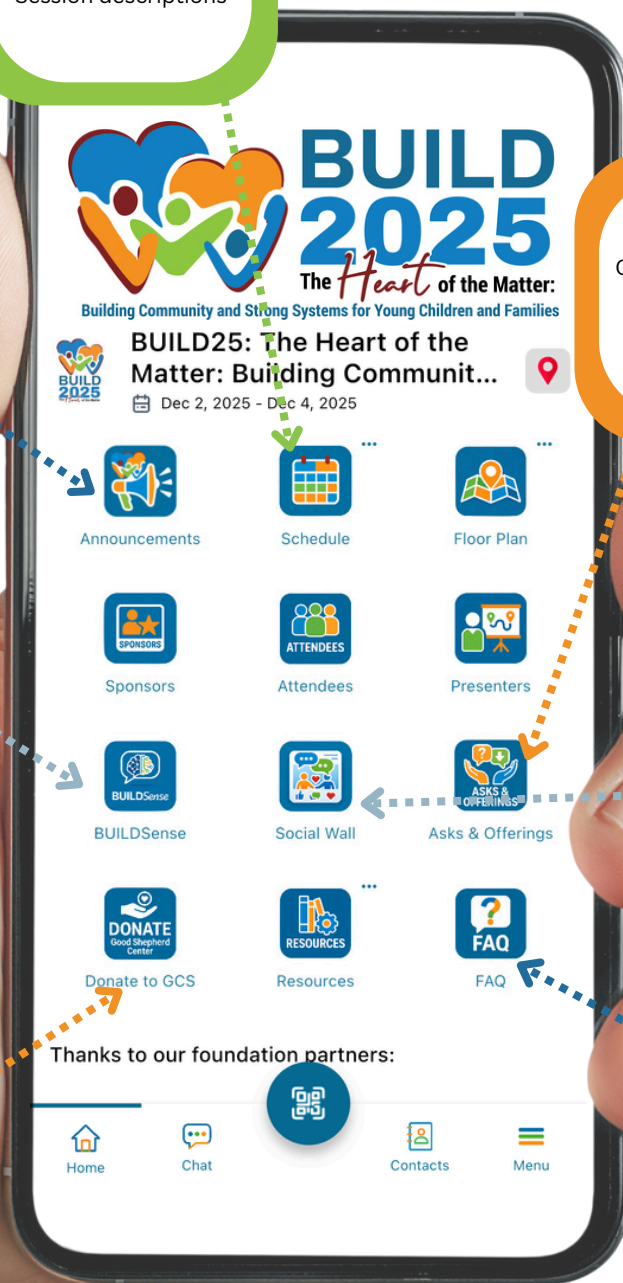 Session descriptions
BUILD
2025
The Heart of the Matter:
Building Community and Strong Systems for Young Children and Families
BUILD
2025
BUILD25: The Heart of the
Matter: Building Communit...
Dec 2, 2025 - Dec 4, 2025
Announcements
Schedule
Floor Plan
SPONSORS
ATTENDEES
Sponsors
Attendees
Presenters
BUILDSense
ASKS &
OFFERINGS
BUILDSense
Social Wall
Asks & Offerings
DONATE
Good Shepherd
Center
RESOURCES
?
FAQ
Donate to GCS
Resources
FAQ
Thanks to our foundation partners:
Home
Chat
Contacts
Menu